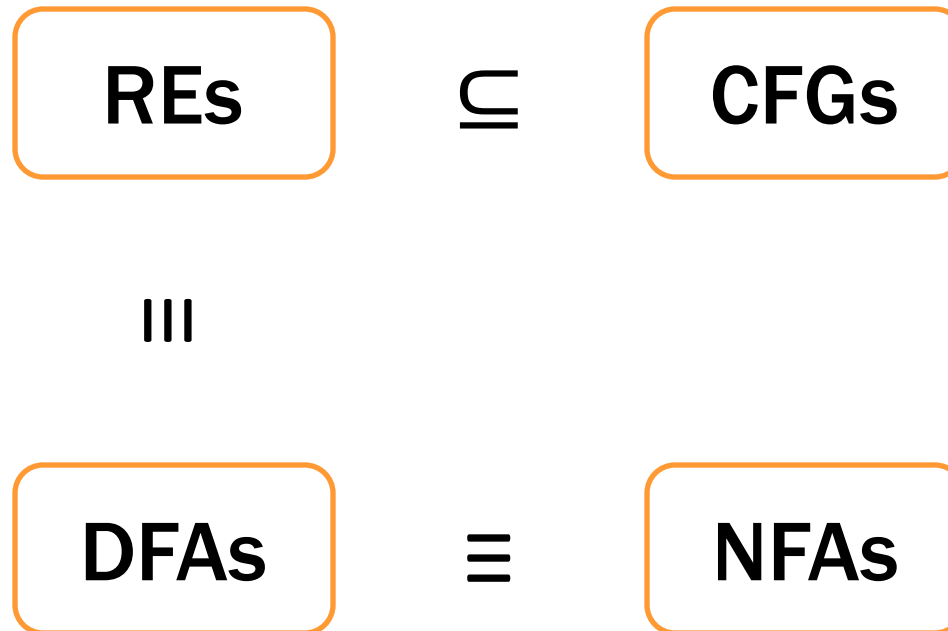 REs ⊆ CFGs
≡
DFAs ≡ NFAs